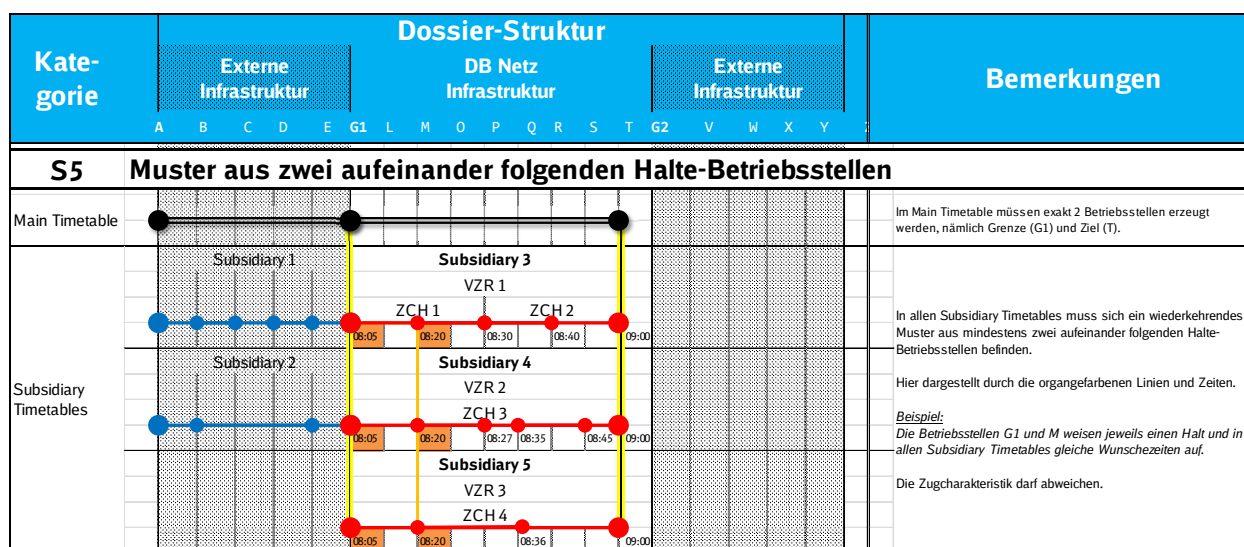 Kate-
gorie
Dossier-Struktur
Externe
Infrastruktur
DB Netz
Infrastruktur
Externe
Infrastruktur
Bemerkungen
A B C D E G1 L M O P Q R S T G2 V W X Y
S5 Muster aus zwei aufeinander folgenden Halte-Betriebsstellen
Main Timetable
Im Main Timetable müssen exakt 2 Betriebsstellen erzeugt
werden, nämlich Grenze (G1) und Ziel (T).
Subsidiary
Timetables
Subsidiary 1 Subsidiary 3
VZR 1
ZCH 1 ZCH 2
08:05 08:20 08:30 08:40 09:00
Subsidiary 2 Subsidiary 4
VZR 2
ZCH 3
08:05 08:20 08:27 08:35 08:45 09:00
Subsidiary 5
VZR 3
ZCH 4
08:05 08:20 08:36 09:00
In allen Subsidiary Timetables muss sich ein wiederkehrendes
Muster aus mindestens zwei aufeinander folgenden Halte-
Betriebsstellen befinden.
Hier dargestellt durch die organgefarbenen Linien und Zeiten.
Beispiel:
Die Betriebsstellen G1 und M weisen jeweils einen Halt und in
allen Subsidiary Timetables gleiche Wunschezeiten auf.
Die Zugcharakteristik darf abweichen.